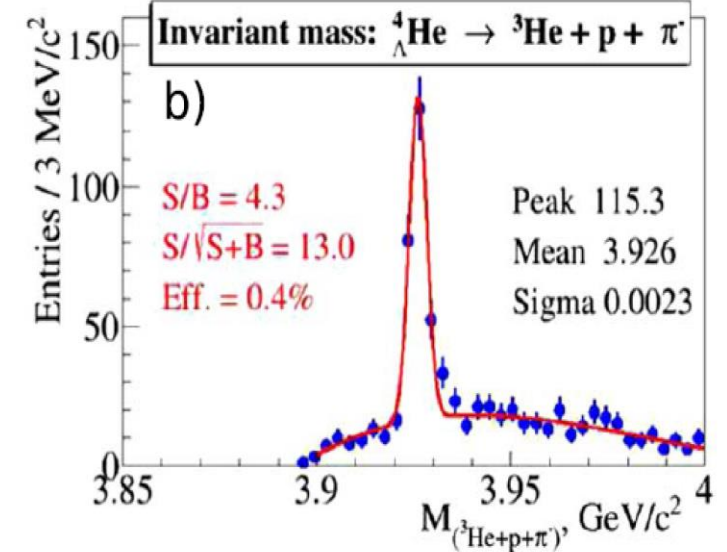 Invariant mass: ⁴ΛHe → ³He + p + π⁻
b)
Entries / 3 MeV/c²
150
100
50
0
S/B = 4.3
S/√S+B = 13.0
Eff. = 0.4%
Peak 115.3
Mean 3.926
Sigma 0.0023
3.85
3.9
3.95
4
M(³He+p+π⁻), GeV/c²